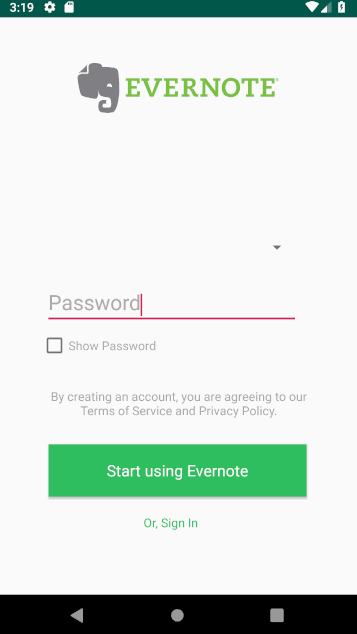 3:19
EVERNOTE
Password
Show Password
By creating an account, you are agreeing to our
Terms of Service and Privacy Policy.
Start using Evernote
Or, Sign In